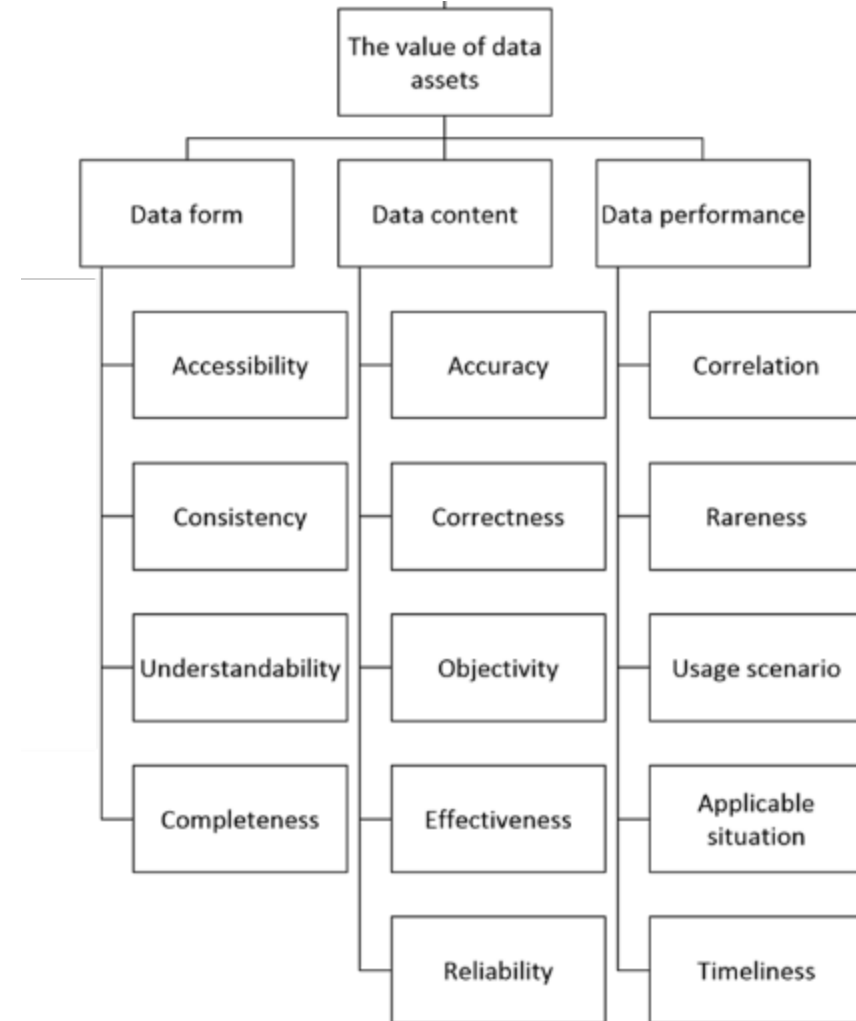 The value of data
assets
Data form
Data content
Data performance
Accessibility
Accuracy
Correlation
Consistency
Correctness
Rareness
Understandability
Objectivity
Usage scenario
Completeness
Effectiveness
Applicable
situation
Reliability
Timeliness